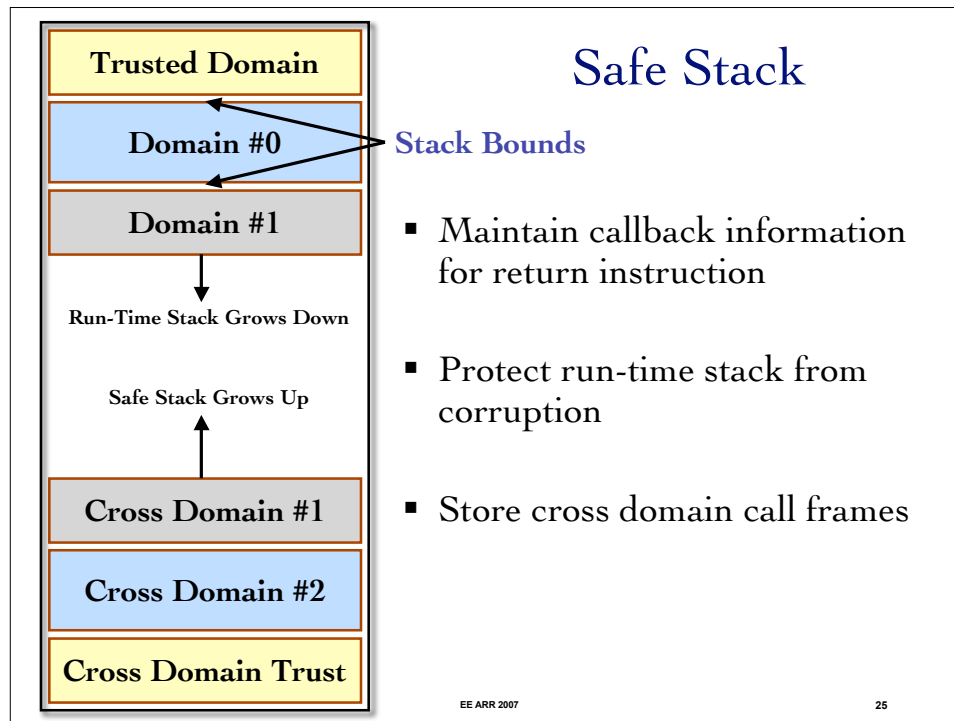 Safe Stack
Trusted Domain
Domain #0
Stack Bounds
Domain #1
Run-Time Stack Grows Down
Safe Stack Grows Up
Cross Domain #1
Cross Domain #2
Cross Domain Trust
▪ Maintain callback information
for return instruction
▪ Protect run-time stack from
corruption
▪ Store cross domain call frames
EE ARR 2007
25